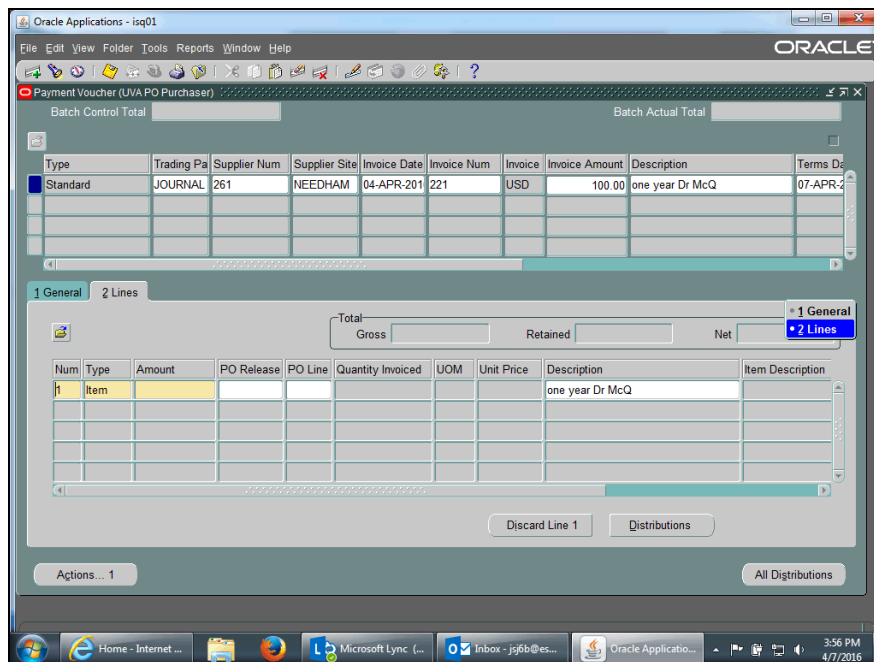 Oracle Applications - isq01
File Edit View Folder Tools Reports Window Help
ORACLE
Payment Voucher (UVA PO Purchaser)
Batch Control Total Batch Actual Total
Type Trading Pa Supplier Num Supplier Site Invoice Date Invoice Num Invoice Invoice Amount Description Terms Da
Standard JOURNAL 261 NEEDHAM 04-APR-201 221 USD 100.00 one year Dr McQ 07-APR-2
1 General 2 Lines
1 General
2 Lines
Total
Gross Retained Net
Num Type Amount PO Release PO Line Quantity Invoiced UOM Unit Price Description Item Description
1 Item one year Dr McQ
Discard Line 1 Distributions
Actions... 1 All Distributions
Home - Internet ... Microsoft Lync (... Inbox - jsj6b@es... Oracle Applicatio... 3:56 PM
4/7/2016